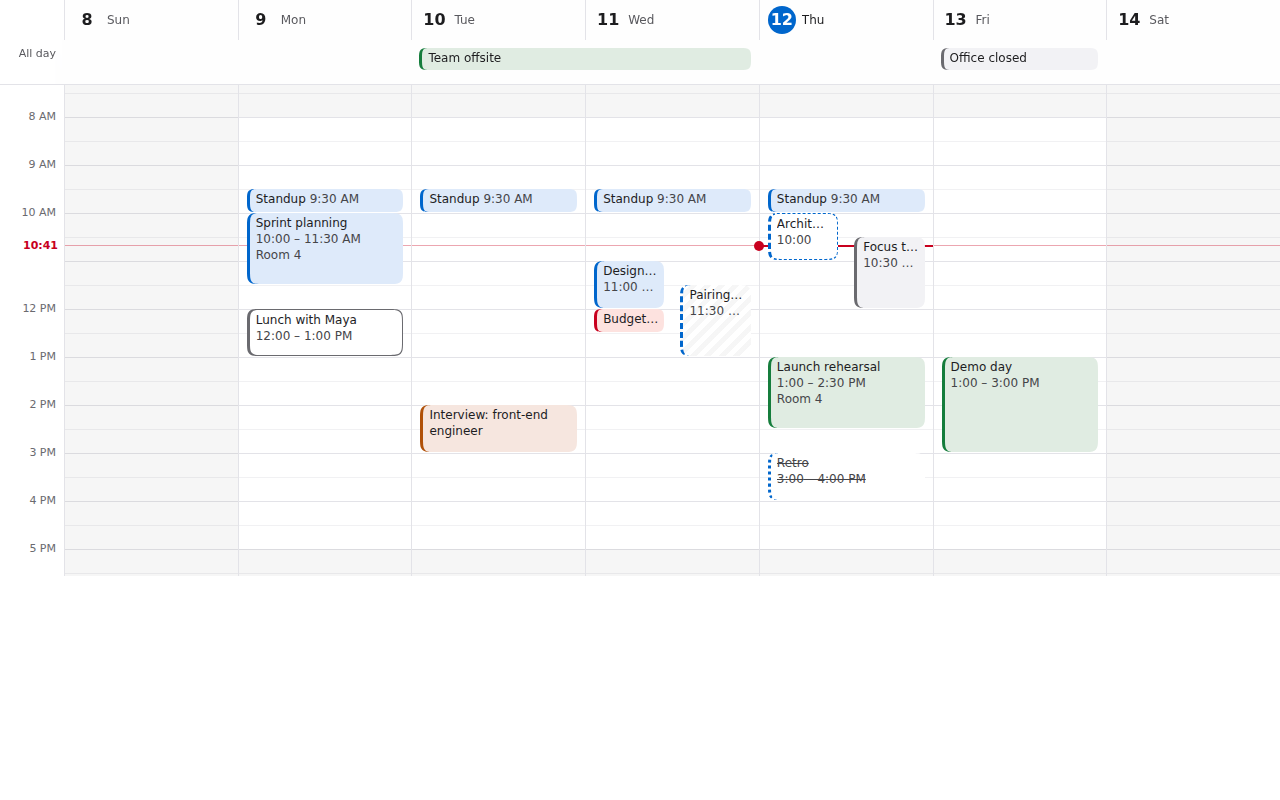 8 Sun
9 Mon
10 Tue
11 Wed
12 Thu
13 Fri
14 Sat
All day
Team offsite
Office closed
8 AM
9 AM
10 AM
10:41
12 PM
1 PM
2 PM
3 PM
4 PM
5 PM
Standup 9:30 AM
Sprint planning
10:00 – 11:30 AM
Room 4
Lunch with Maya
12:00 – 1:00 PM
Standup 9:30 AM
Interview: front-end
engineer
Standup 9:30 AM
Design…
11:00 …
Budget…
Pairing…
11:30 …
Standup 9:30 AM
Archit…
10:00
Focus t…
10:30 …
Launch rehearsal
1:00 – 2:30 PM
Room 4
Retro
3:00 – 4:00 PM
Demo day
1:00 – 3:00 PM